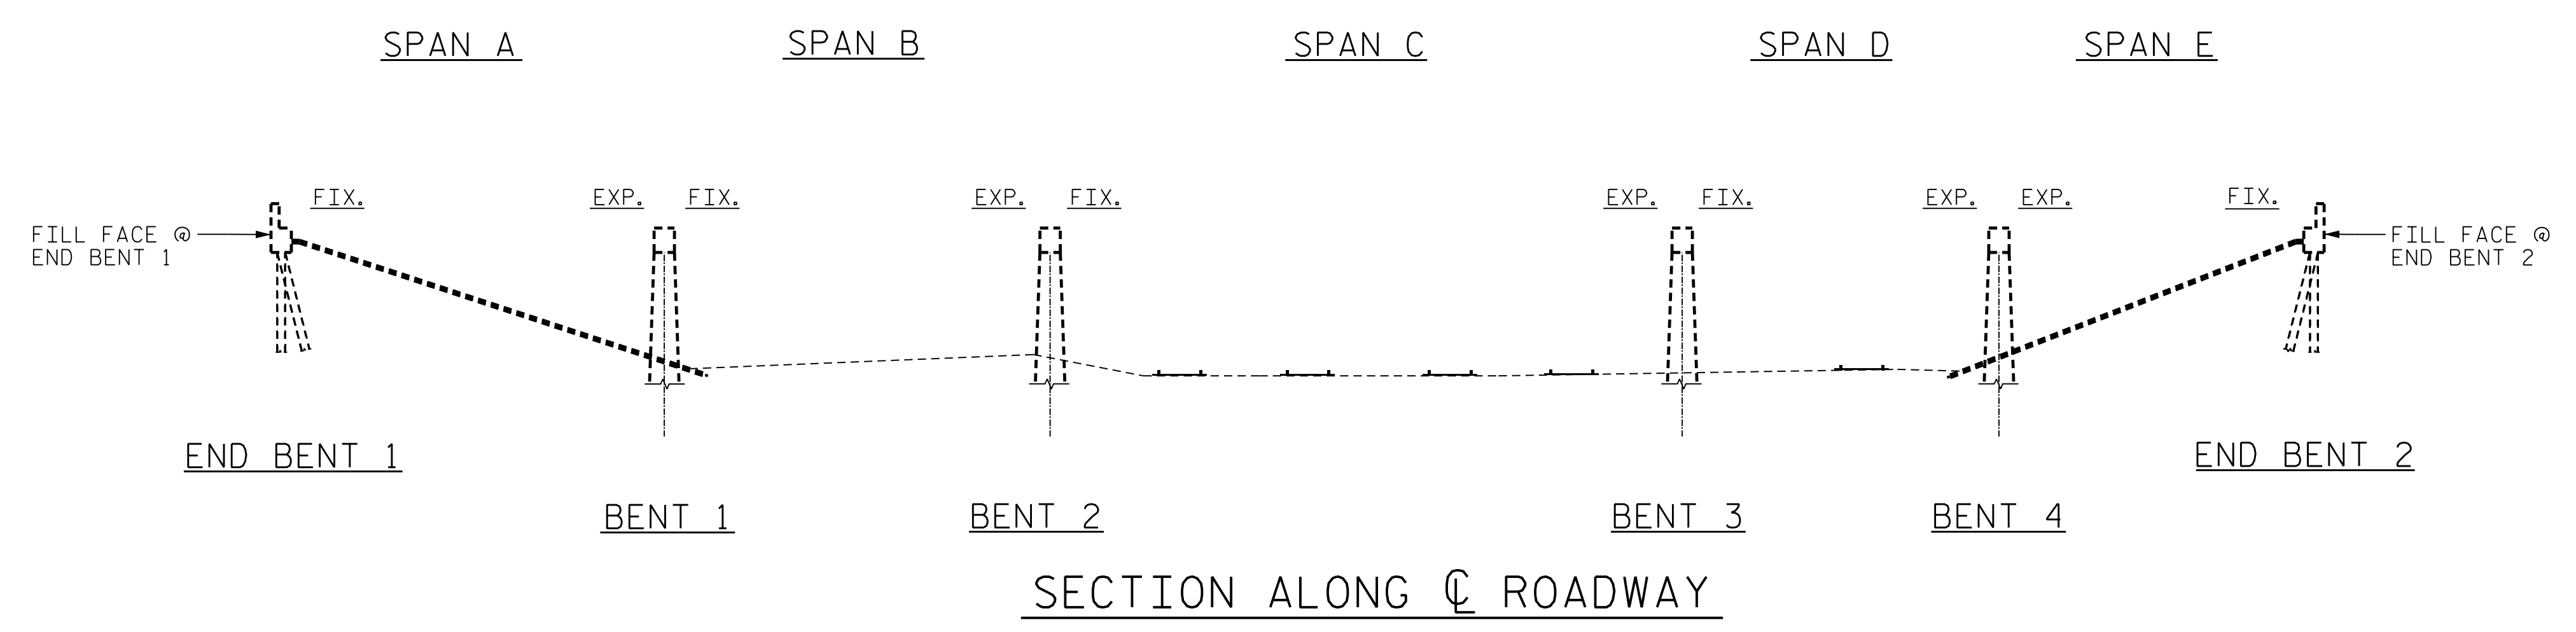 SPAN A
SPAN B
SPAN C
SPAN D
SPAN E
FIX.
EXP.
FIX.
EXP.
FIX.
EXP.
FIX.
EXP.
EXP.
FIX.
FILL FACE @
END BENT 1
FILL FACE @
END BENT 2
END BENT 1
BENT 1
BENT 2
BENT 3
BENT 4
END BENT 2
SECTION ALONG ℄ ROADWAY